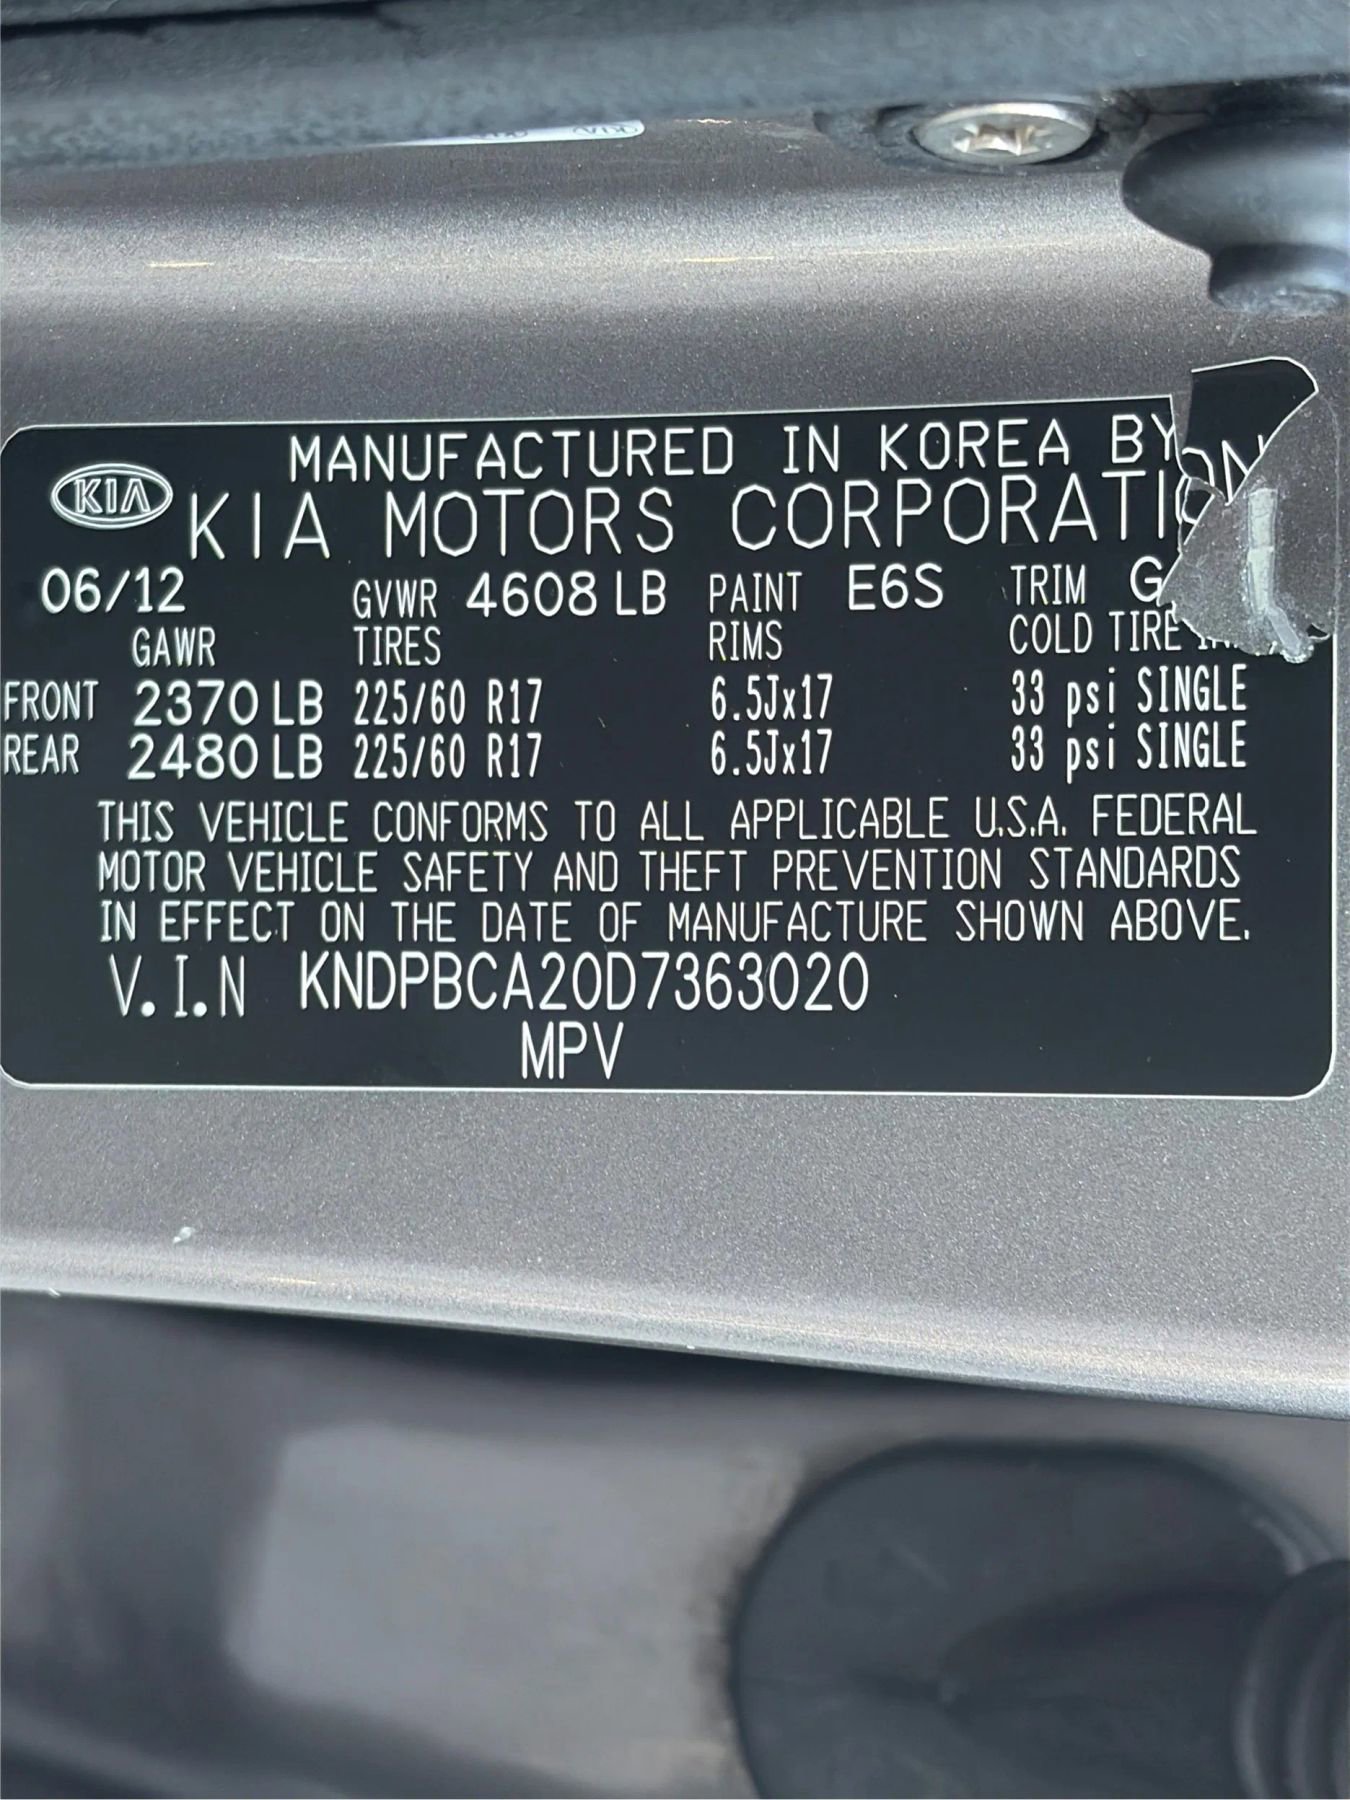 KIA
MANUFACTURED IN KOREA BY
KIA MOTORS CORPORATION
06/12 GVWR 4608 LB PAINT E6S TRIM
GAWR TIRES RIMS COLD TIRE
FRONT 2370 LB 225/60 R17 6.5Jx17 33 psi SINGLE
REAR 2480 LB 225/60 R17 6.5Jx17 33 psi SINGLE
THIS VEHICLE CONFORMS TO ALL APPLICABLE U.S.A. FEDERAL
MOTOR VEHICLE SAFETY AND THEFT PREVENTION STANDARDS
IN EFFECT ON THE DATE OF MANUFACTURE SHOWN ABOVE.
V.I.N KNDPBCA20D7363020
MPV